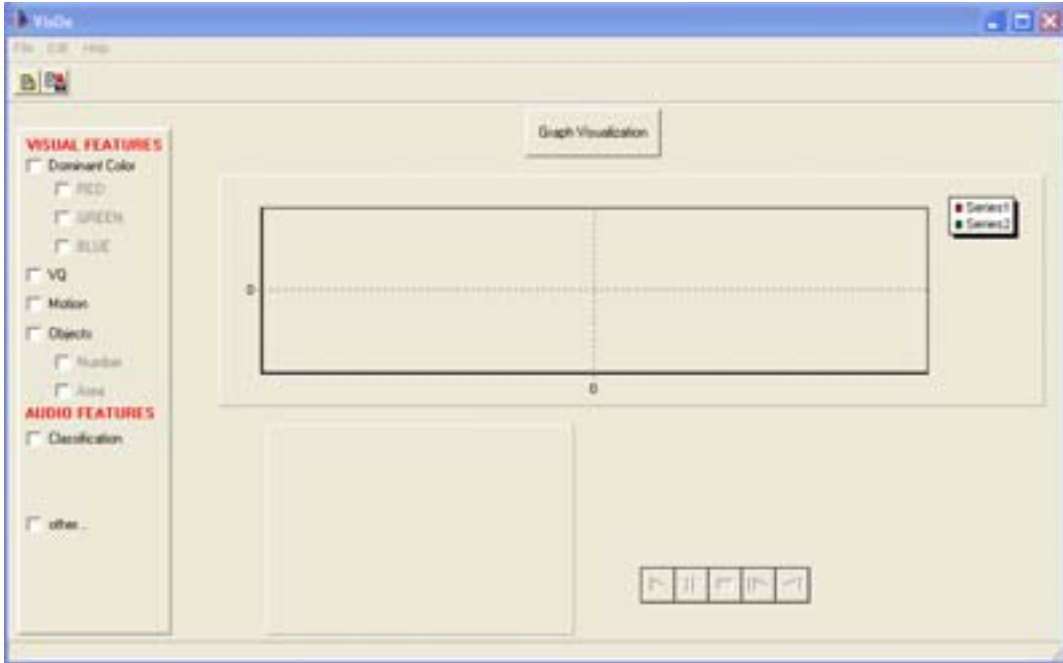 VisDo
File Edit Help
Graph Visualization
VISUAL FEATURES
Dominant Color
RED
GREEN
BLUE
VQ
Motion
Objects
Number
Area
AUDIO FEATURES
Classification
other...
Series1
Series2
0
0